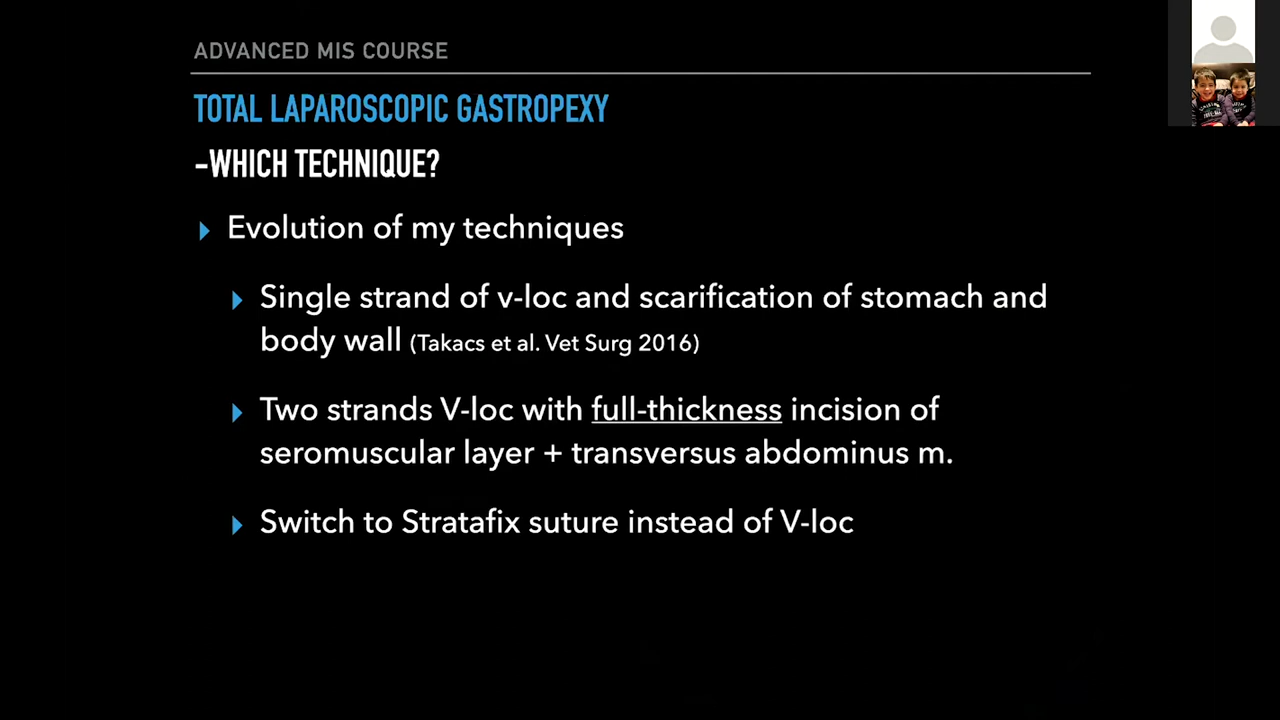 ADVANCED MIS COURSE
TOTAL LAPAROSCOPIC GASTROPEXY
-WHICH TECHNIQUE?
Evolution of my techniques
Single strand of v-loc and scarification of stomach and
body wall (Takacs et al. Vet Surg 2016)
Two strands V-loc with full-thickness incision of
seromuscular layer + transversus abdominus m.
Switch to Stratafix suture instead of V-loc